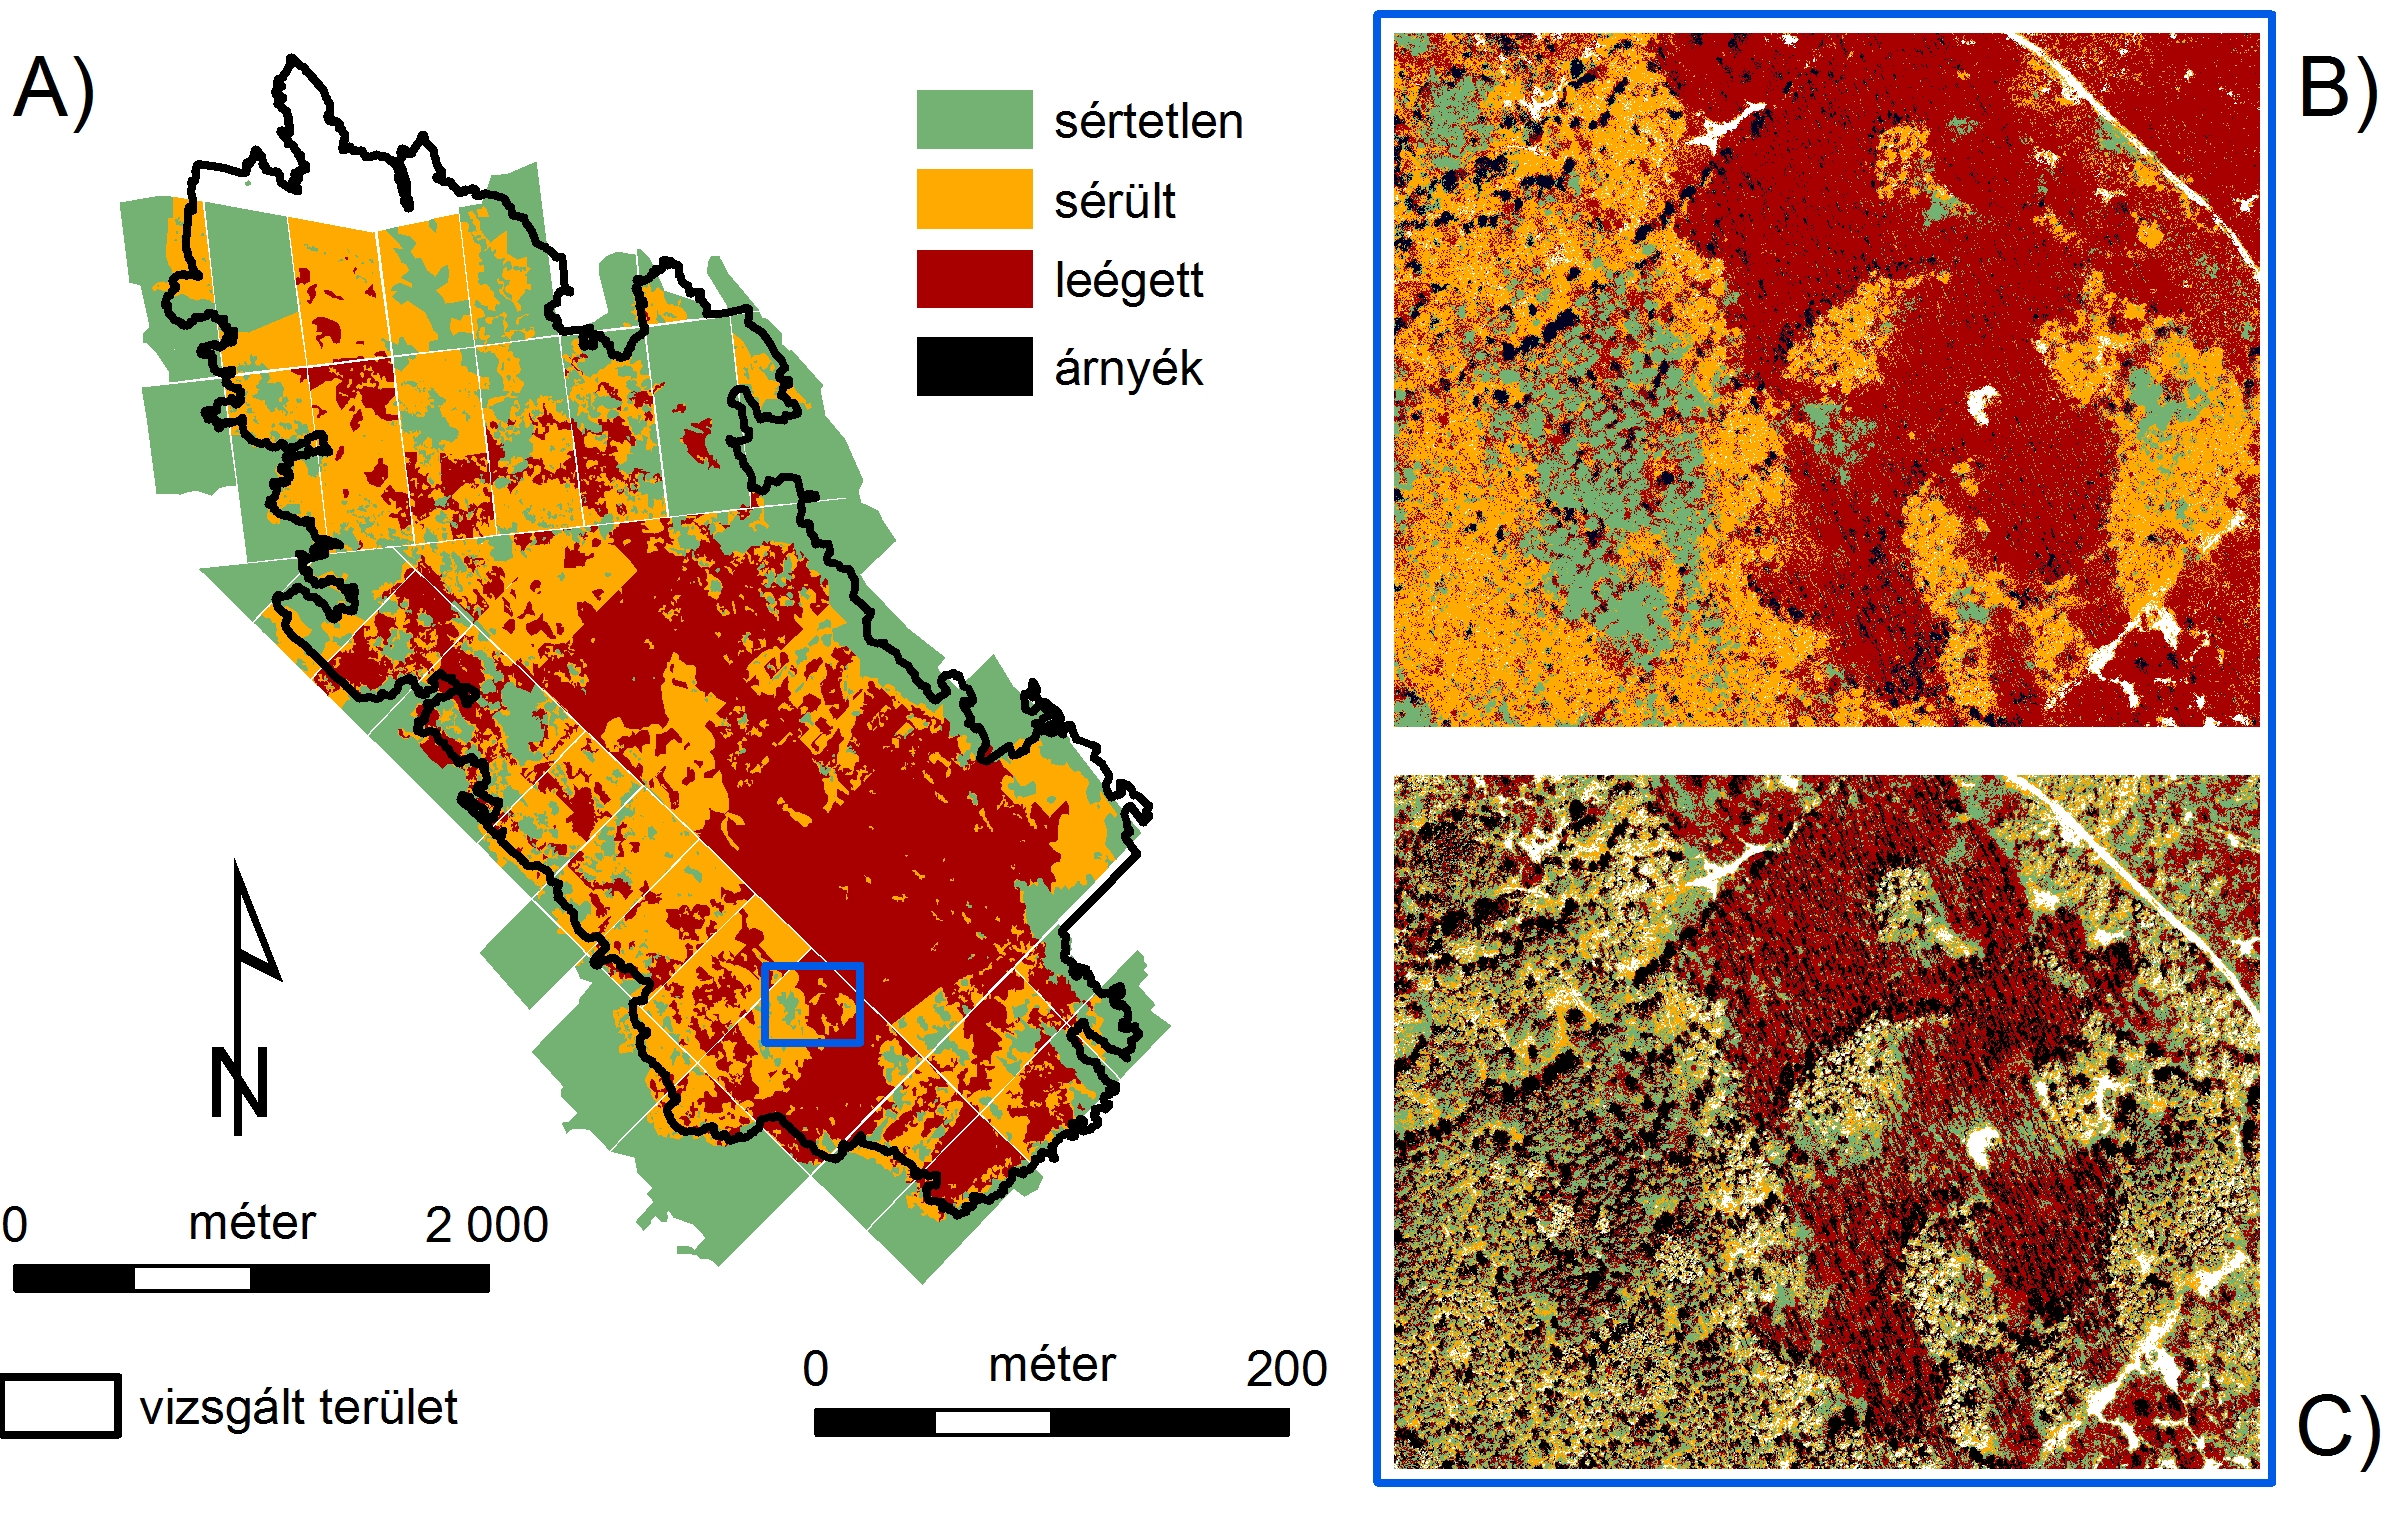 A)
sértetlen
sérült
leégett
árnyék
B)
N
0 méter 2 000
vizsgált terület
0 méter 200
C)